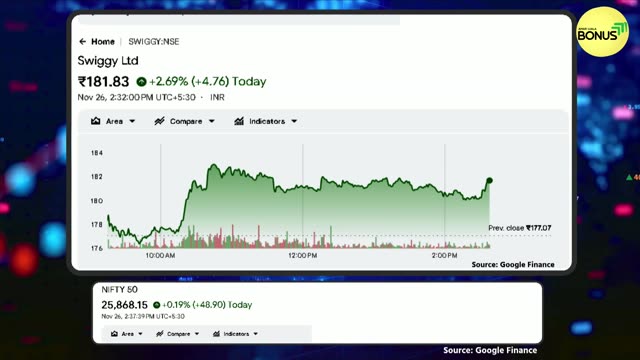 BONUS
← Home | SWIGGY:NSE
Swiggy Ltd
₹181.83 +2.69% (+4.76) Today
Nov 26, 2:32:00 PM UTC+5:30 · INR
Area Compare Indicators
184
182
180
178
176
Prev. close ₹177.07
10:00 AM 12:00 PM 2:00 PM
Source: Google Finance
NIFTY 50
25,868.15 +0.19% (+48.90) Today
Nov 26, 2:37:39 PM UTC+5:30
Area Compare Indicators
Source: Google Finance